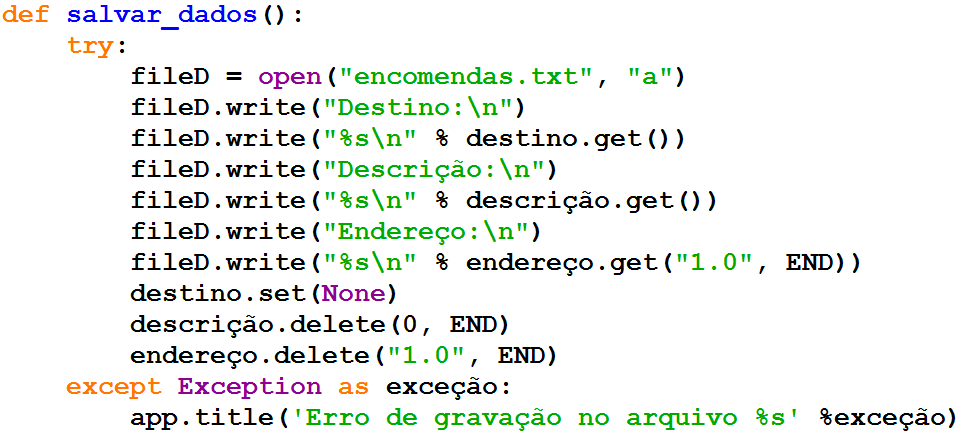 def salvar_dados():
    try:
        fileD = open("encomendas.txt", "a")
        fileD.write("Destino:\n")
        fileD.write("%s\n" % destino.get())
        fileD.write("Descrição:\n")
        fileD.write("%s\n" % descrição.get())
        fileD.write("Endereço:\n")
        fileD.write("%s\n" % endereço.get("1.0", END))
        destino.set(None)
        descrição.delete(0, END)
        endereço.delete("1.0", END)
    except Exception as exceção:
        app.title('Erro de gravação no arquivo %s' %exceção)